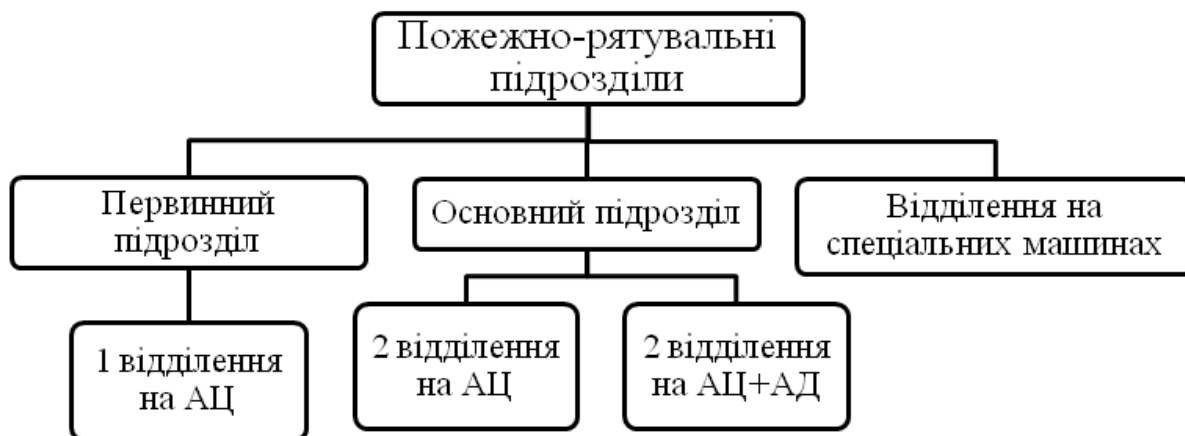 Пожежно-рятувальні
підрозділи
Первинний
підрозділ
Основний підрозділ
Відділення на
спеціальних машинах
1 відділення
на АЦ
2 відділення
на АЦ
2 відділення
на АЦ+АД